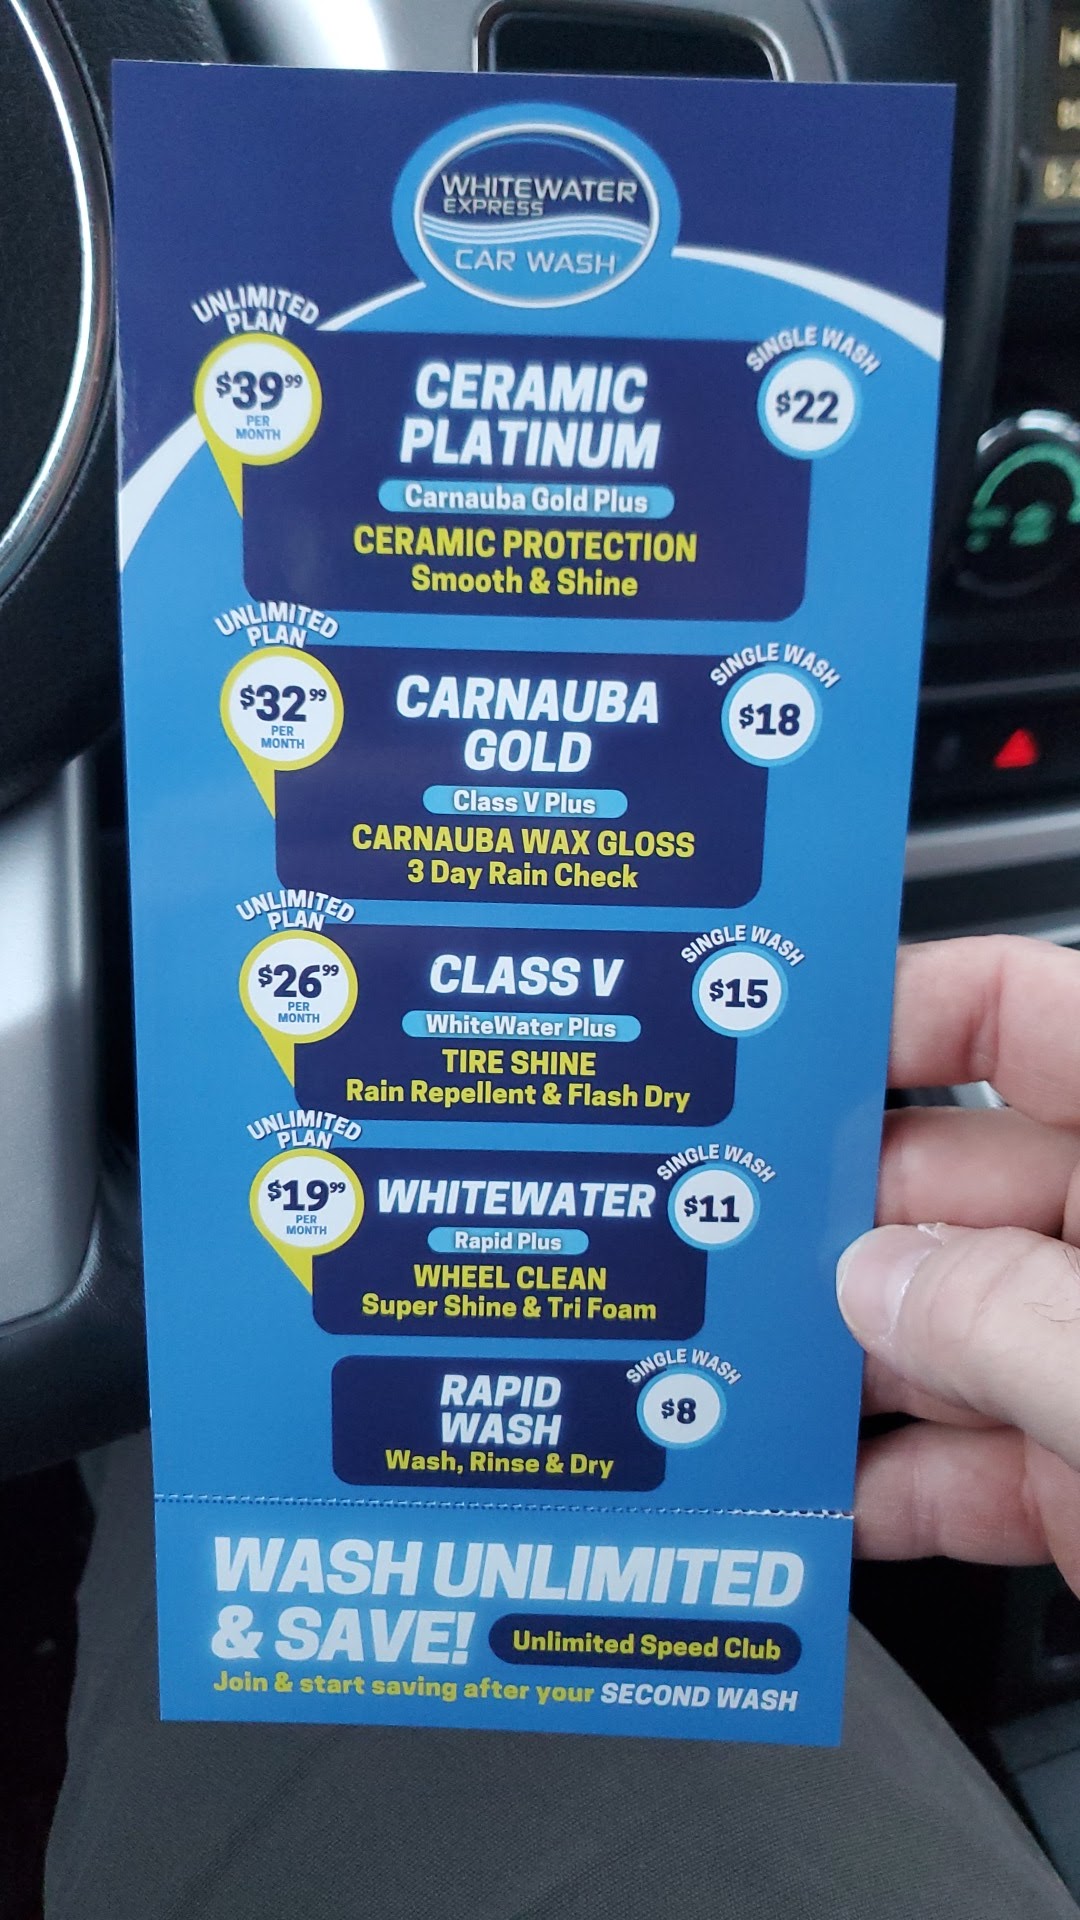 WHITEWATER
EXPRESS
CAR WASH
UNLIMITED
PLAN
$39.99
PER
MONTH
CERAMIC
PLATINUM
Carnauba Gold Plus
CERAMIC PROTECTION
Smooth & Shine
SINGLE WASH
$22
UNLIMITED
PLAN
$32.99
PER
MONTH
CARNAUBA
GOLD
Class V Plus
CARNAUBA WAX GLOSS
3 Day Rain Check
SINGLE WASH
$18
UNLIMITED
PLAN
$26.99
PER
MONTH
CLASS V
WhiteWater Plus
TIRE SHINE
Rain Repellent & Flash Dry
SINGLE WASH
$15
UNLIMITED
PLAN
$19.99
PER
MONTH
WHITEWATER
Rapid Plus
WHEEL CLEAN
Super Shine & Tri Foam
SINGLE WASH
$11
RAPID
WASH
Wash, Rinse & Dry
SINGLE WASH
$8
WASH UNLIMITED
& SAVE!
Unlimited Speed Club
Join & start saving after your SECOND WASH